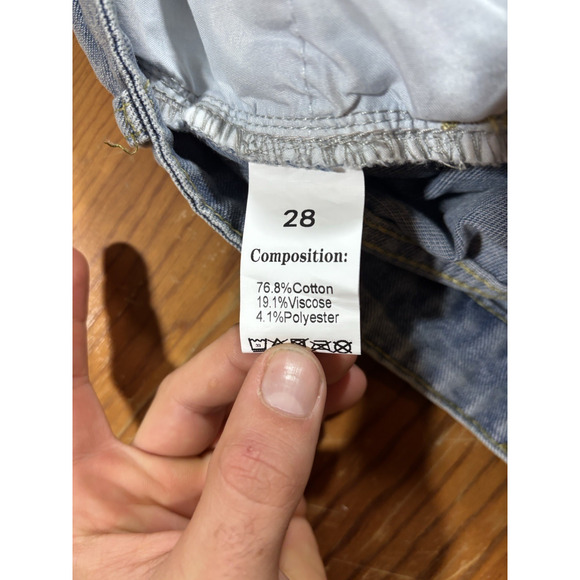 28
Composition:
76.8%Cotton
19.1%Viscose
4.1%Polyester